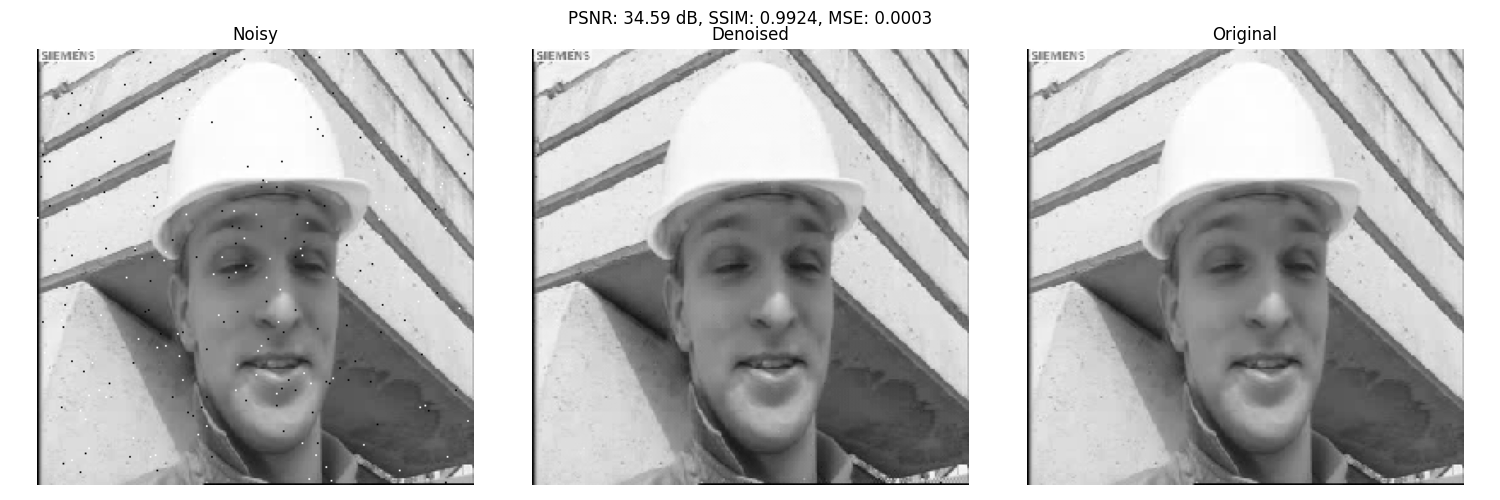 PSNR: 34.59 dB, SSIM: 0.9924, MSE: 0.0003
Noisy
Denoised
Original
SIEMENS
SIEMENS
SIEMENS